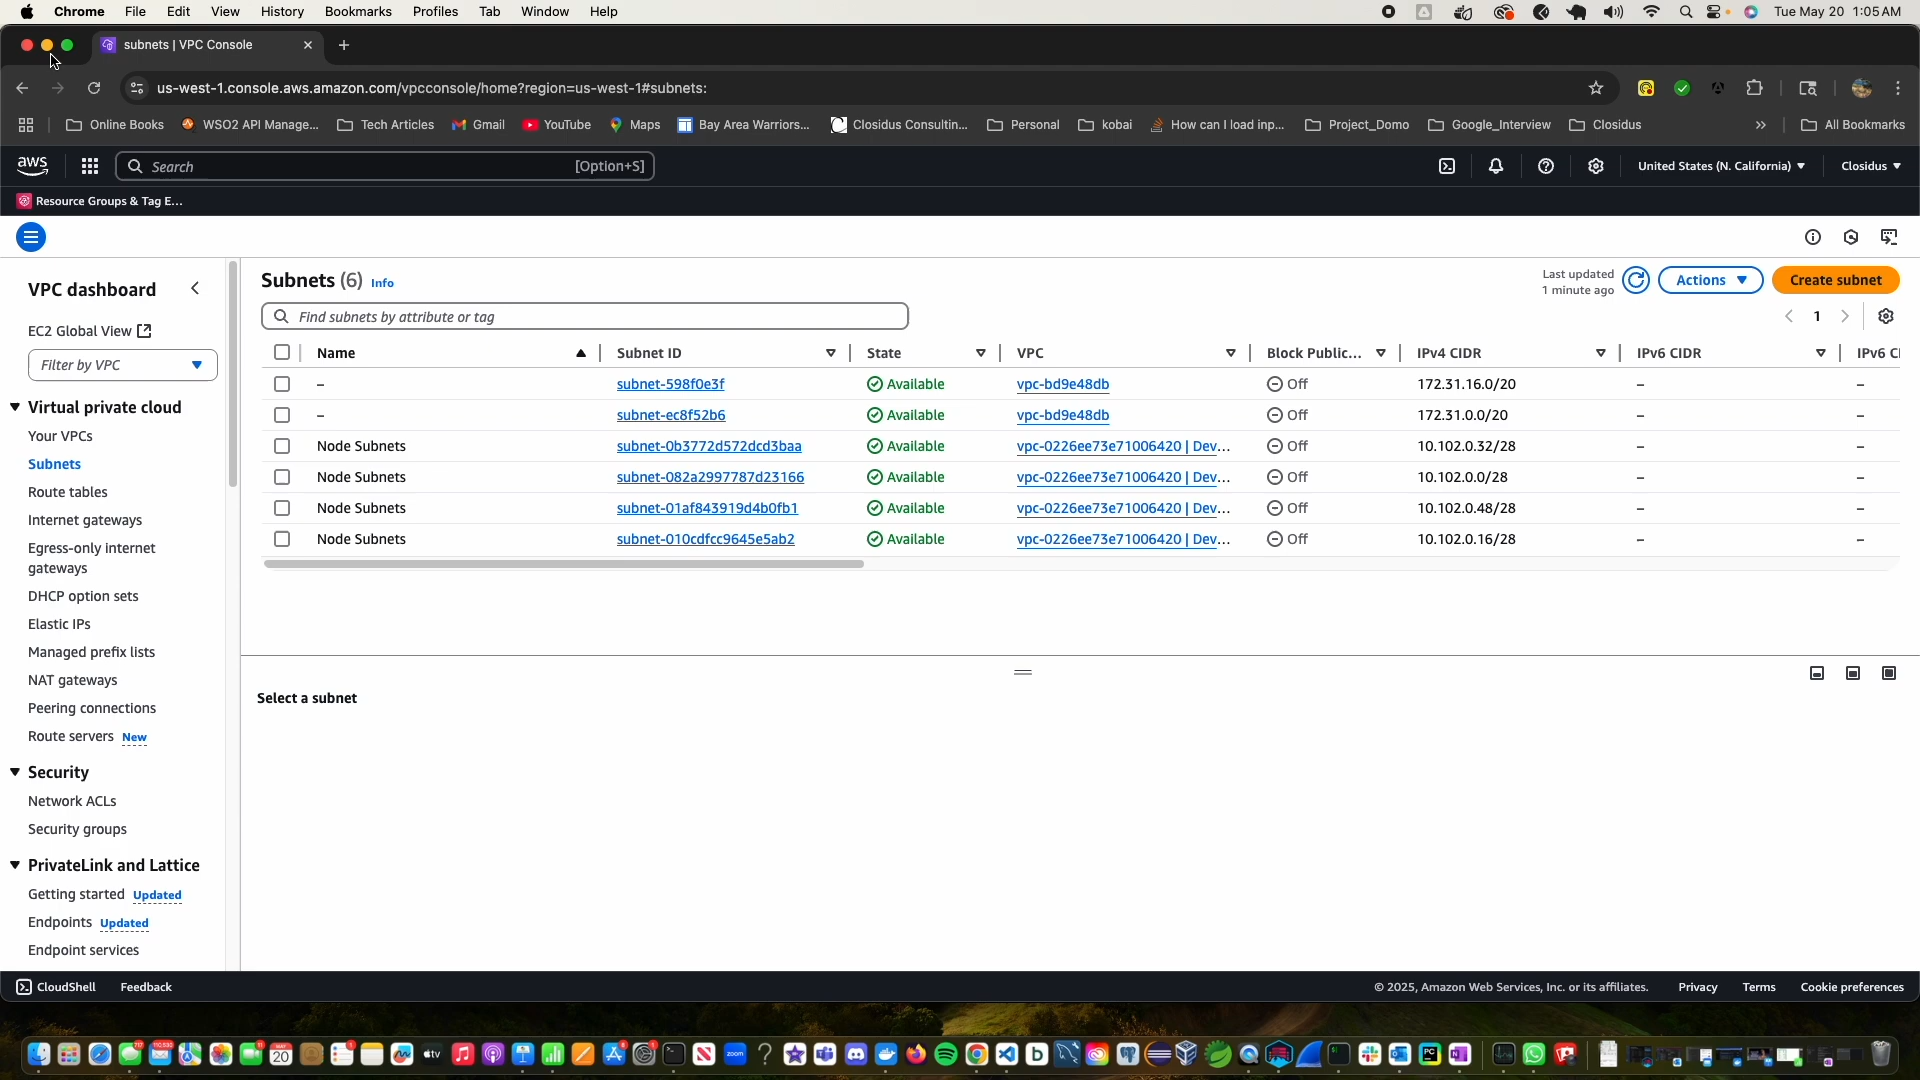 Chrome File Edit View History Bookmarks Profiles Tab Window Help Tue May 20 1:05 AM
subnets | VPC Console
us-west-1.console.aws.amazon.com/vpcconsole/home?region=us-west-1#subnets:
Online Books WSO2 API Manage... Tech Articles Gmail YouTube Maps Bay Area Warriors... Closidus Consultin... Personal kobai How can I load inp... Project_Domo Google_Interview Closidus » All Bookmarks
aws Search [Option+S] United States (N. California) Closidus
Resource Groups & Tag E...
VPC dashboard
EC2 Global View
Filter by VPC
Virtual private cloud
Your VPCs
Subnets
Route tables
Internet gateways
Egress-only internet
gateways
DHCP option sets
Elastic IPs
Managed prefix lists
NAT gateways
Peering connections
Route servers New
Security
Network ACLs
Security groups
PrivateLink and Lattice
Getting started Updated
Endpoints Updated
Endpoint services
Subnets (6) Info
Last updated
1 minute ago
Actions
Create subnet
Find subnets by attribute or tag
1
Name Subnet ID State VPC Block Public... IPv4 CIDR IPv6 CIDR IPv6 C
– subnet-598f0e3f Available vpc-bd9e48db Off 172.31.16.0/20 – –
– subnet-ec8f52b6 Available vpc-bd9e48db Off 172.31.0.0/20 – –
Node Subnets subnet-0b3772d572dcd3baa Available vpc-0226ee73e71006420 | Dev... Off 10.102.0.32/28 – –
Node Subnets subnet-082a2997787d23166 Available vpc-0226ee73e71006420 | Dev... Off 10.102.0.0/28 – –
Node Subnets subnet-01af843919d4b0fb1 Available vpc-0226ee73e71006420 | Dev... Off 10.102.0.48/28 – –
Node Subnets subnet-010cdfcc9645e5ab2 Available vpc-0226ee73e71006420 | Dev... Off 10.102.0.16/28 – –
Select a subnet
CloudShell Feedback © 2025, Amazon Web Services, Inc. or its affiliates. Privacy Terms Cookie preferences
20 tv zoom